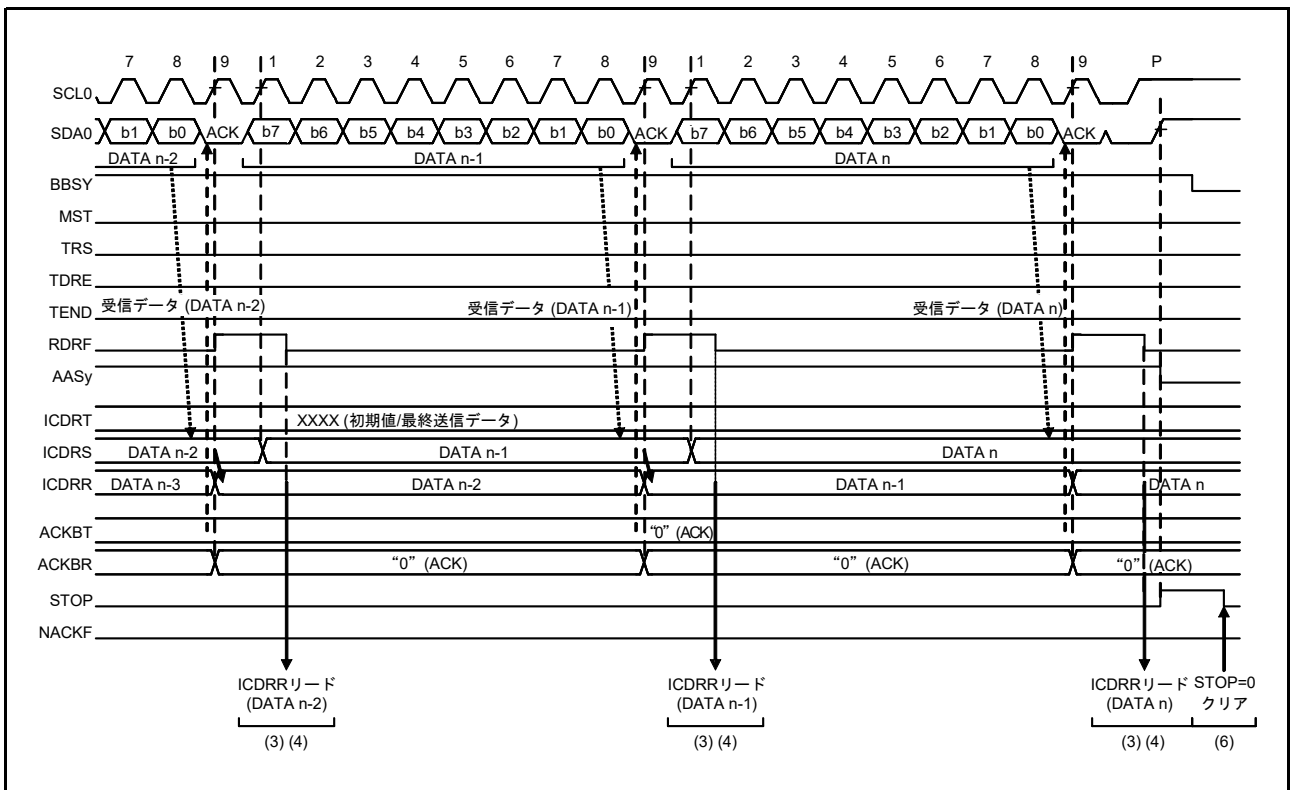 7 8 9 1 2 3 4 5 6 7 8 9 1 2 3 4 5 6 7 8 9 P
SCL0
SDA0 b1 b0 ACK b7 b6 b5 b4 b3 b2 b1 b0 ACK b7 b6 b5 b4 b3 b2 b1 b0 ACK
DATA n-2 DATA n-1 DATA n
BBSY
MST
TRS
TDRE
TEND 受信データ (DATA n-2) 受信データ (DATA n-1) 受信データ (DATA n)
RDRF
AASy
ICDRT XXXX (初期値/最終送信データ)
ICDRS DATA n-2 DATA n-1 DATA n
ICDRR DATA n-3 DATA n-2 DATA n-1 DATA n
ACKBT “0” (ACK)
ACKBR “0” (ACK) “0” (ACK) “0” (ACK)
STOP
NACKF
ICDRRリード ICDRRリード ICDRRリード STOP=0
(DATA n-2) (DATA n-1) (DATA n) クリア
(3) (4) (3) (4) (3) (4) (6)